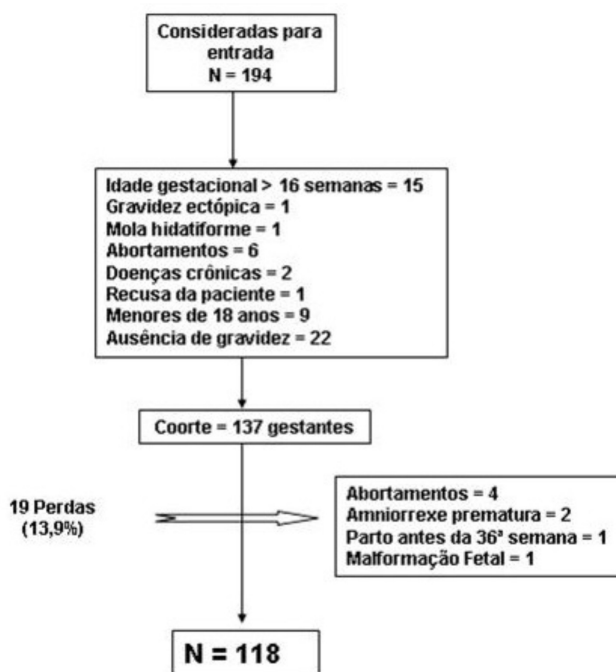 Consideradas para
entrada
N = 194
Idade gestacional > 16 semanas = 15
Gravidez ectópica = 1
Mola hidatiforme = 1
Abortamentos = 6
Doenças crônicas = 2
Recusa da paciente = 1
Menores de 18 anos = 9
Ausência de gravidez = 22
Coorte = 137 gestantes
19 Perdas
(13,9%)
Abortamentos = 4
Amniorrexe prematura = 2
Parto antes da 36ª semana = 1
Malformação Fetal = 1
N = 118